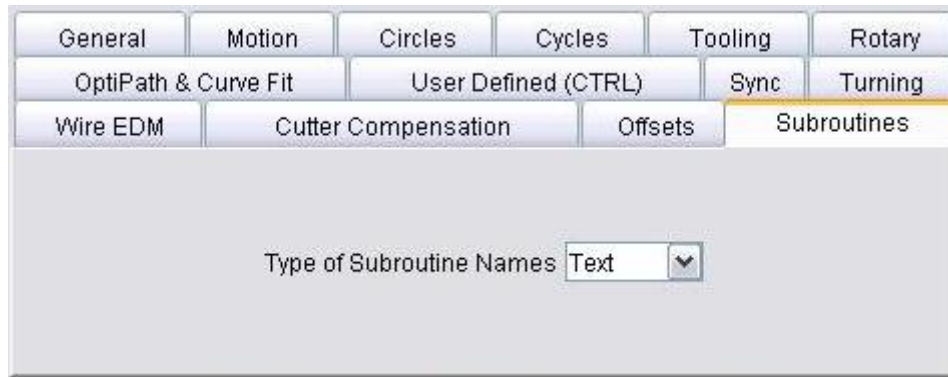 General Motion Circles Cycles Tooling Rotary
OptiPath & Curve Fit User Defined (CTRL) Sync Turning
Wire EDM Cutter Compensation Offsets Subroutines
Type of Subroutine Names Text